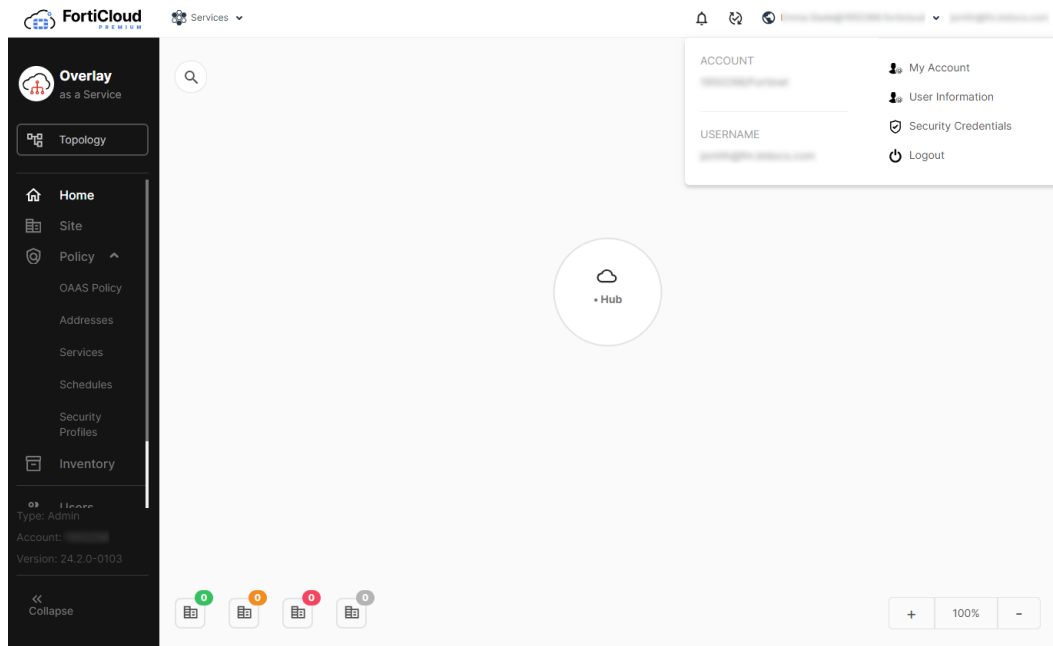 FortiCloud
PREMIUM
Services
Overlay
as a Service
Topology
Home
Site
Policy
OAAS Policy
Addresses
Services
Schedules
Security
Profiles
Inventory
Users
Type: Admin
Account:
Version: 24.2.0-0103
Collapse
ACCOUNT
USERNAME
My Account
User Information
Security Credentials
Logout
• Hub
0
0
0
0
+ 100% -